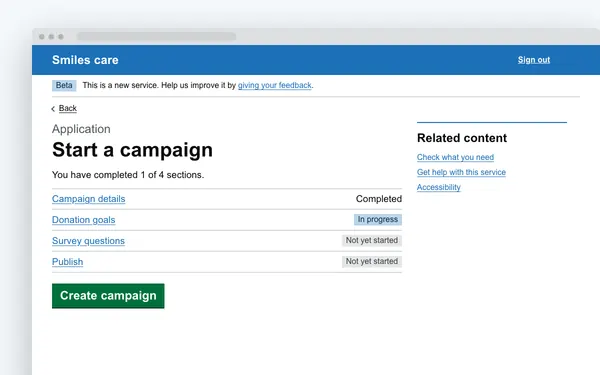 Smiles care
Sign out
Beta This is a new service. Help us improve it by giving your feedback.
Back
Application
Start a campaign
You have completed 1 of 4 sections.
Campaign details Completed
Donation goals In progress
Survey questions Not yet started
Publish Not yet started
Create campaign
Related content
Check what you need
Get help with this service
Accessibility